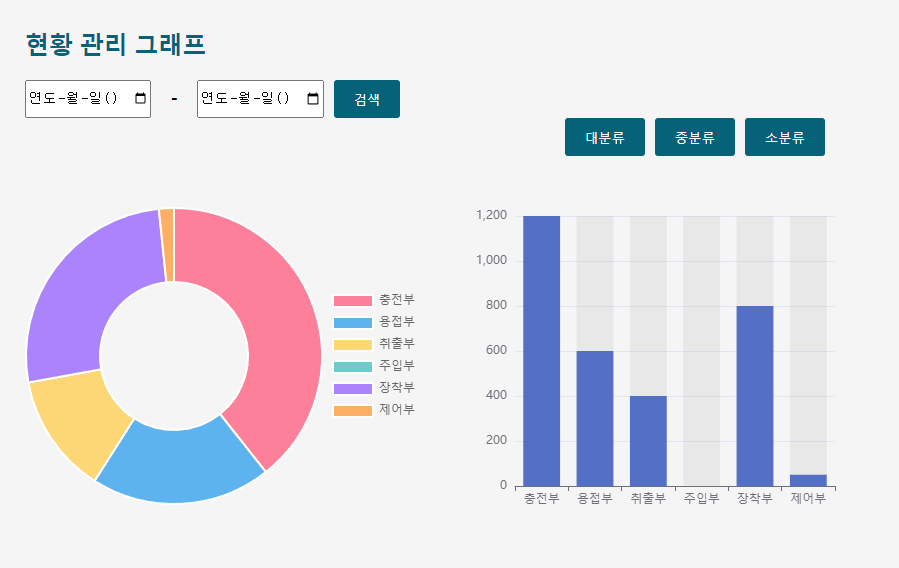 현황 관리 그래프
연도-월-일() - 연도-월-일() 검색
대분류 중분류 소분류
충전부
용접부
취출부
주입부
장착부
제어부
1,200
1,000
800
600
400
200
0
충전부 용접부 취출부 주입부 장착부 제어부